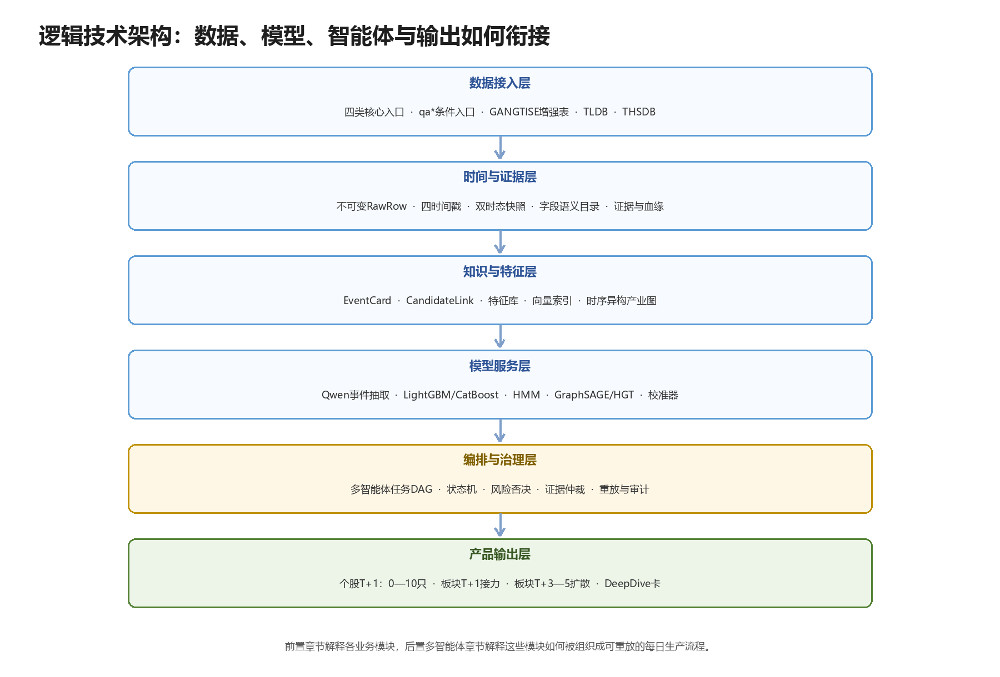 逻辑技术架构：数据、模型、智能体与输出如何衔接
数据接入层
四类核心入口 · qa*条件入口 · GANGTISE增强表 · TLDB · THSDB
时间与证据层
不可变RawRow · 四时间戳 · 双时态快照 · 字段语义目录 · 证据与血缘
知识与特征层
EventCard · CandidateLink · 特征库 · 向量索引 · 时序异构产业图
模型服务层
Qwen事件抽取 · LightGBM/CatBoost · HMM · GraphSAGE/HGT · 校准器
编排与治理层
多智能体任务DAG · 状态机 · 风险否决 · 证据仲裁 · 重放与审计
产品输出层
个股T+1：0—10只 · 板块T+1接力 · 板块T+3—5扩散 · DeepDive卡
前置章节解释各业务模块，后置多智能体章节解释这些模块如何被组织成可重放的每日生产流程。